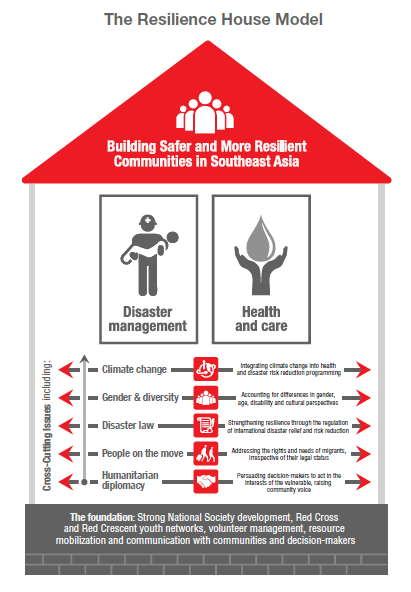 The Resilience House Model
Building Safer and More Resilient
Communities in Southeast Asia
Disaster
management
Health
and care
Cross-Cutting Issues including:
Climate change
Integrating climate change into health
and disaster risk reduction programming
Gender & diversity
Accounting for differences in gender,
age, disability and cultural perspectives
Disaster law
Strengthening resilience through the regulation
of international disaster relief and risk reduction
People on the move
Addressing the rights and needs of migrants,
irrespective of their legal status
Humanitarian
diplomacy
Persuading decision-makers to act in the
interests of the vulnerable, raising
community voice
The foundation: Strong National Society development, Red Cross
and Red Crescent youth networks, volunteer management, resource
mobilization and communication with communities and decision-makers